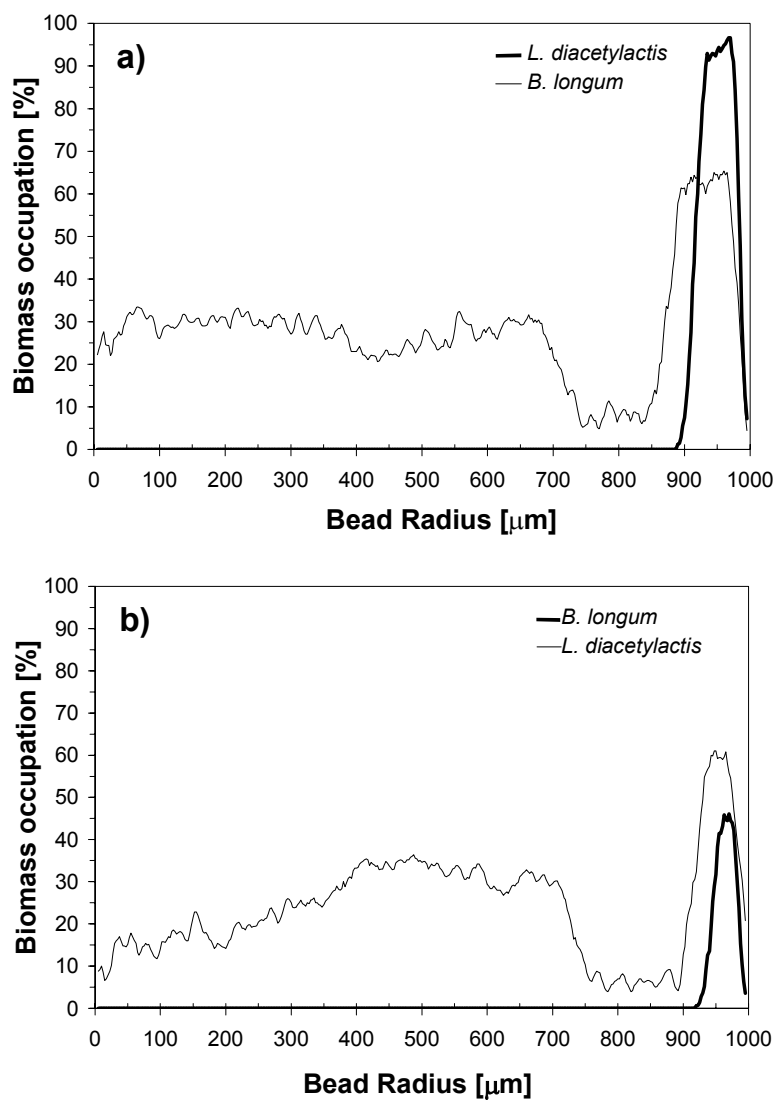 100
90
80
70
60
50
40
30
20
10
0
Biomass occupation [%]
a)
L. diacetylactis
B. longum
0 100 200 300 400 500 600 700 800 900 1000
Bead Radius [μm]
100
90
80
70
60
50
40
30
20
10
0
Biomass occupation [%]
b)
B. longum
L. diacetylactis
0 100 200 300 400 500 600 700 800 900 1000
Bead Radius [μm]